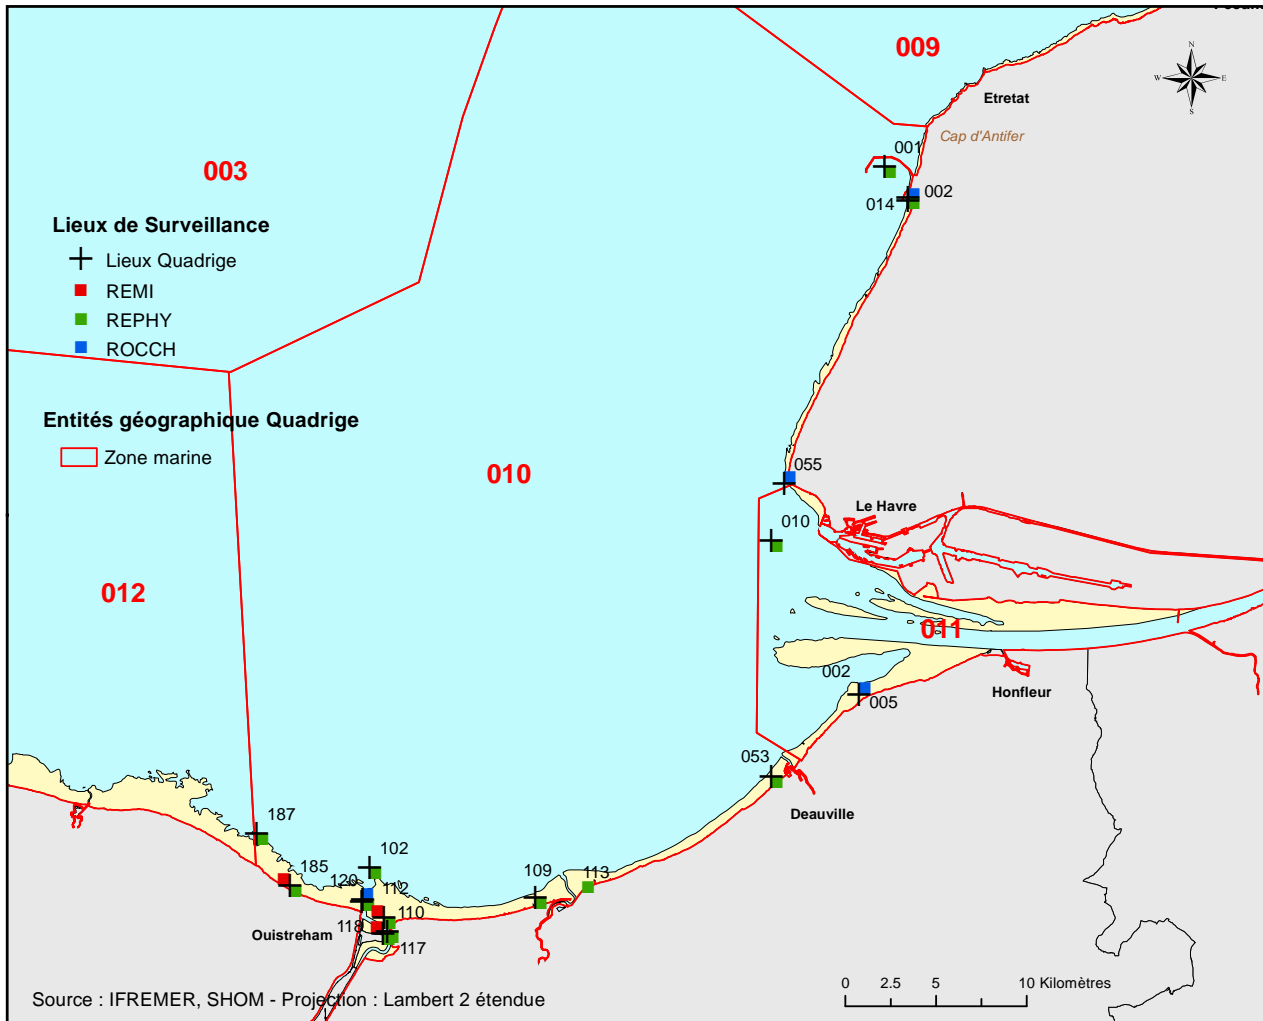 009
N
W
E
S
Etretat
Cap d'Antifer
001
003
002
014
Lieux de Surveillance
Lieux Quadrige
REMI
REPHY
ROCCH
Entités géographique Quadrige
Zone marine
010
055
Le Havre
010
012
011
002
005
Honfleur
053
Deauville
187
102
185
109
113
120
112
110
118
Ouistreham
117
Source : IFREMER, SHOM - Projection : Lambert 2 étendue
0 2.5 5 10 Kilomètres